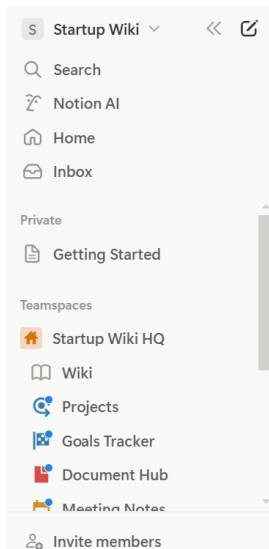 S Startup Wiki
Search
Notion AI
Home
Inbox
Private
Getting Started
Teamspaces
Startup Wiki HQ
Wiki
Projects
Goals Tracker
Document Hub
Meeting Notes
Invite members